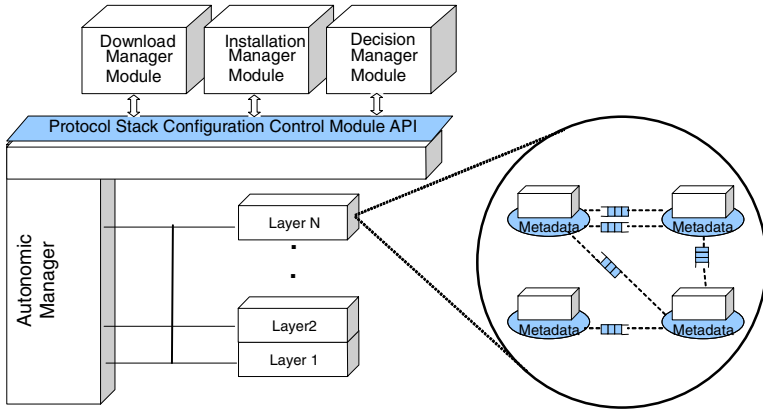 Download
Manager
Module
Installation
Manager
Module
Decision
Manager
Module
Protocol Stack Configuration Control Module API
Autonomic
Manager
Layer N
Layer2
Layer 1
Metadata
Metadata
Metadata
Metadata